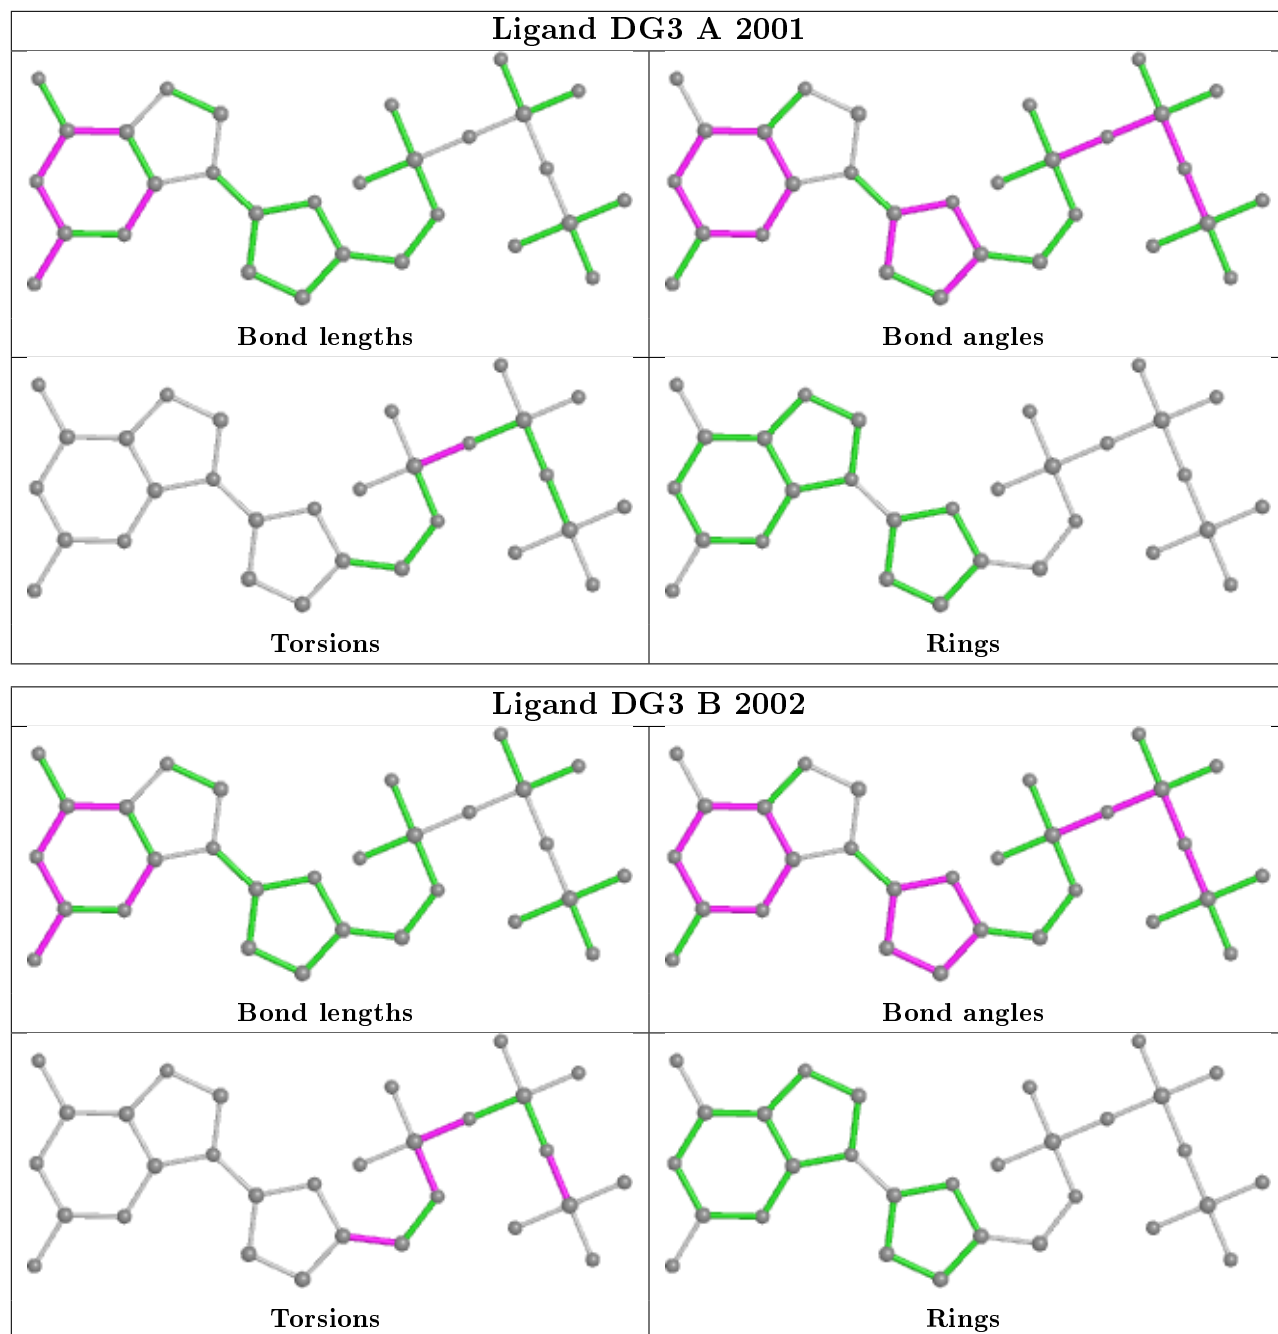 Ligand DG3 A 2001
Bond lengths
Bond angles
Torsions
Rings
Ligand DG3 B 2002
Bond lengths
Bond angles
Torsions
Rings